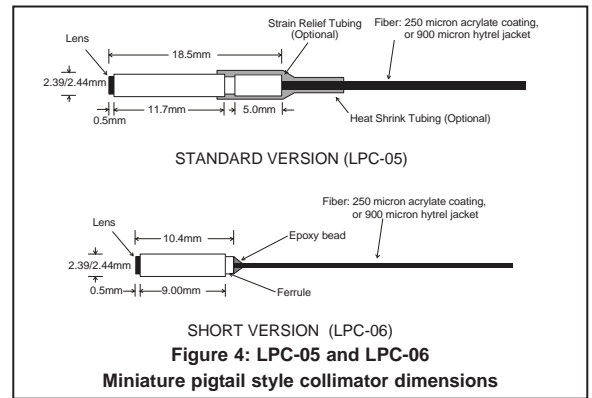 Strain Relief Tubing
(Optional)
Fiber: 250 micron acrylate coating,
or 900 micron hytrel jacket
Lens
18.5mm
2.39/2.44mm
0.5mm
11.7mm
5.0mm
Heat Shrink Tubing (Optional)
STANDARD VERSION (LPC-05)
Fiber: 250 micron acrylate coating,
or 900 micron hytrel jacket
Lens
10.4mm
Epoxy bead
2.39/2.44mm
0.5mm
9.00mm
Ferrule
SHORT VERSION (LPC-06)
Figure 4: LPC-05 and LPC-06
Miniature pigtail style collimator dimensions